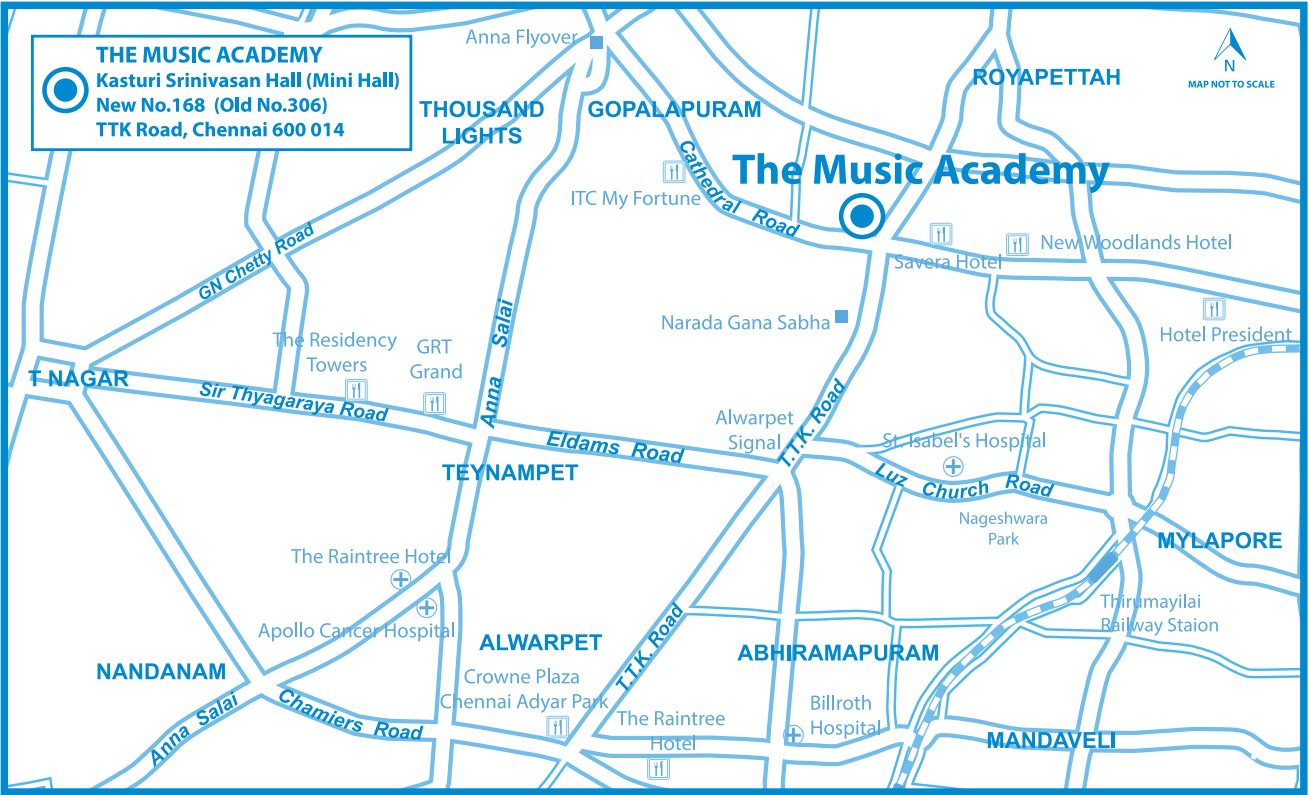 THE MUSIC ACADEMY
Kasturi Srinivasan Hall (Mini Hall)
New No.168 (Old No.306)
TTK Road, Chennai 600 014
Anna Flyover
N
MAP NOT TO SCALE
ROYAPETTAH
THOUSAND
LIGHTS
GOPALAPURAM
The Music Academy
Cathedral Road
ITC My Fortune
GN Chetty Road
Savera Hotel
New Woodlands Hotel
Anna Salai
Narada Gana Sabha
Hotel President
The Residency
Towers
GRT
Grand
T NAGAR
Sir Thyagaraya Road
T.T.K. Road
Alwarpet
Signal
Eldams Road
St. Isabel's Hospital
TEYNAMPET
Luz Church Road
Nageshwara
Park
MYLAPORE
The Raintree Hotel
Apollo Cancer Hospital
Thirumayilai
Railway Staion
ALWARPET
T.T.K. Road
ABHIRAMAPURAM
NANDANAM
Crowne Plaza
Chennai Adyar Park
Anna Salai
Chamiers Road
The Raintree
Hotel
Billroth
Hospital
MANDAVELI